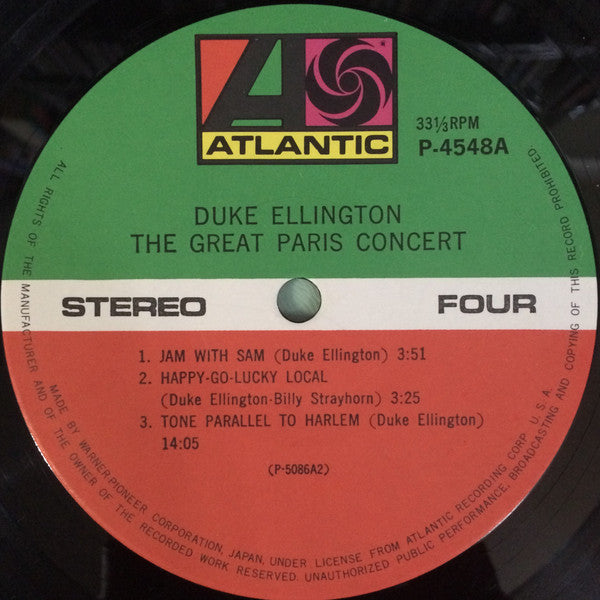 ATLANTIC
33⅓RPM
P-4548A
DUKE ELLINGTON
THE GREAT PARIS CONCERT
STEREO
FOUR
1. JAM WITH SAM (Duke Ellington) 3:51
2. HAPPY-GO-LUCKY LOCAL
(Duke Ellington-Billy Strayhorn) 3:25
3. TONE PARALLEL TO HARLEM (Duke Ellington)
14:05
(P-5086A2)
ALL RIGHTS OF THE MANUFACTURER AND OF THE OWNER OF THE RECORDED WORK RESERVED. UNAUTHORIZED PUBLIC PERFORMANCE, BROADCASTING AND COPYING OF THIS RECORD PROHIBITED.
MADE BY WARNER-PIONEER CORPORATION, JAPAN, UNDER LICENSE FROM ATLANTIC RECORDING CORP. U.S.A.